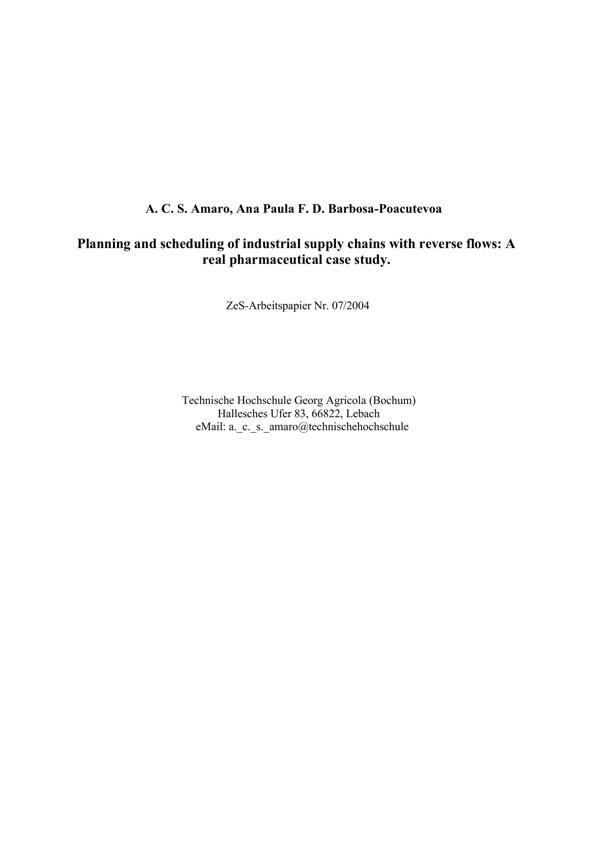 A. C. S. Amaro, Ana Paula F. D. Barbosa-Poacutevoa
Planning and scheduling of industrial supply chains with reverse flows: A
real pharmaceutical case study.
ZeS-Arbeitspapier Nr. 07/2004
Technische Hochschule Georg Agricola (Bochum)
Hallesches Ufer 83, 66822, Lebach
eMail: a._c._s._amaro@technischehochschule